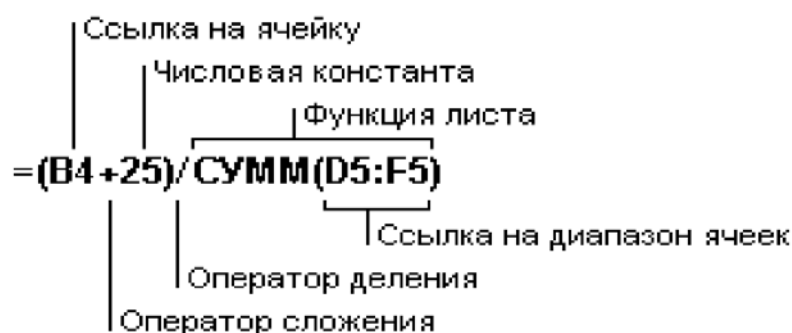 Ссылка на ячейку
Числовая константа
Функция листа
=(B4+25)/СУММ(D5:F5)
Ссылка на диапазон ячеек
Оператор деления
Оператор сложения